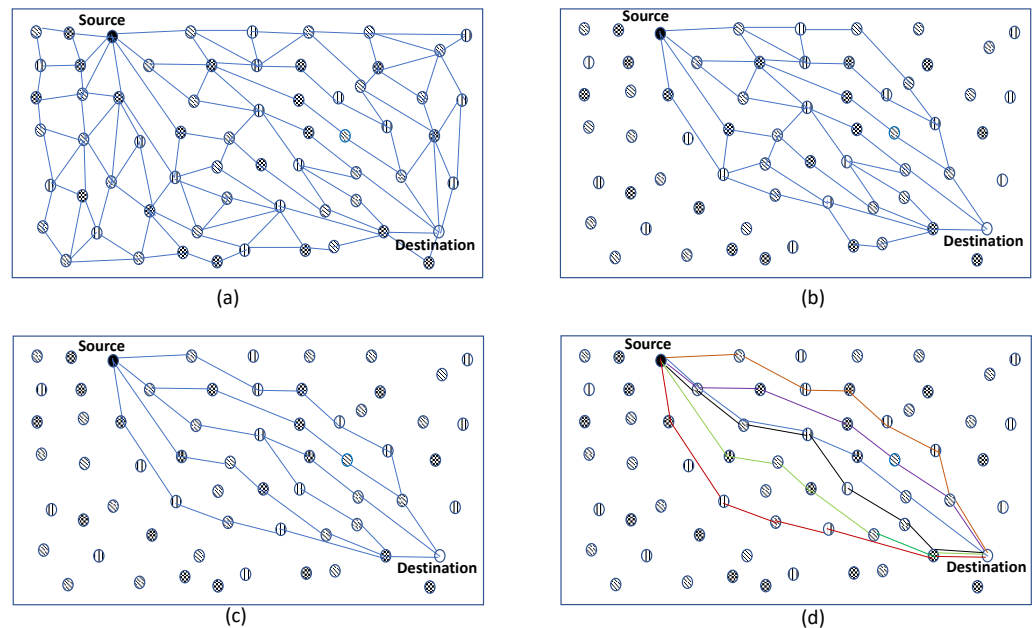 Source
Destination
(a)
Source
Destination
(b)
Source
Destination
(c)
Source
Destination
(d)